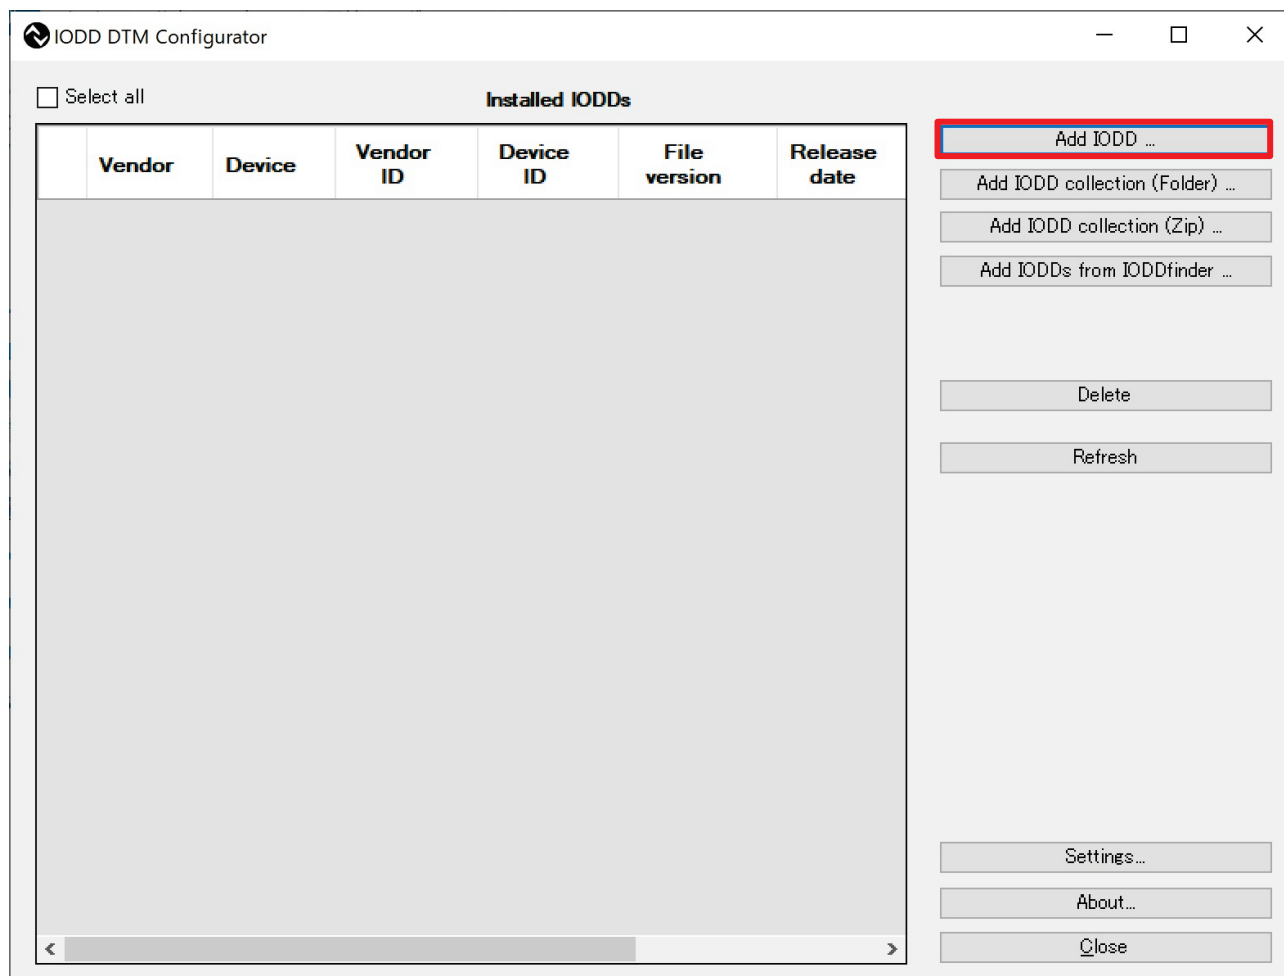 IODD DTM Configurator
Select all
Installed IODDs
Vendor
Device
Vendor ID
Device ID
File version
Release date
Add IODD ...
Add IODD collection (Folder) ...
Add IODD collection (Zip) ...
Add IODDs from IODDfinder ...
Delete
Refresh
Settings...
About...
Close